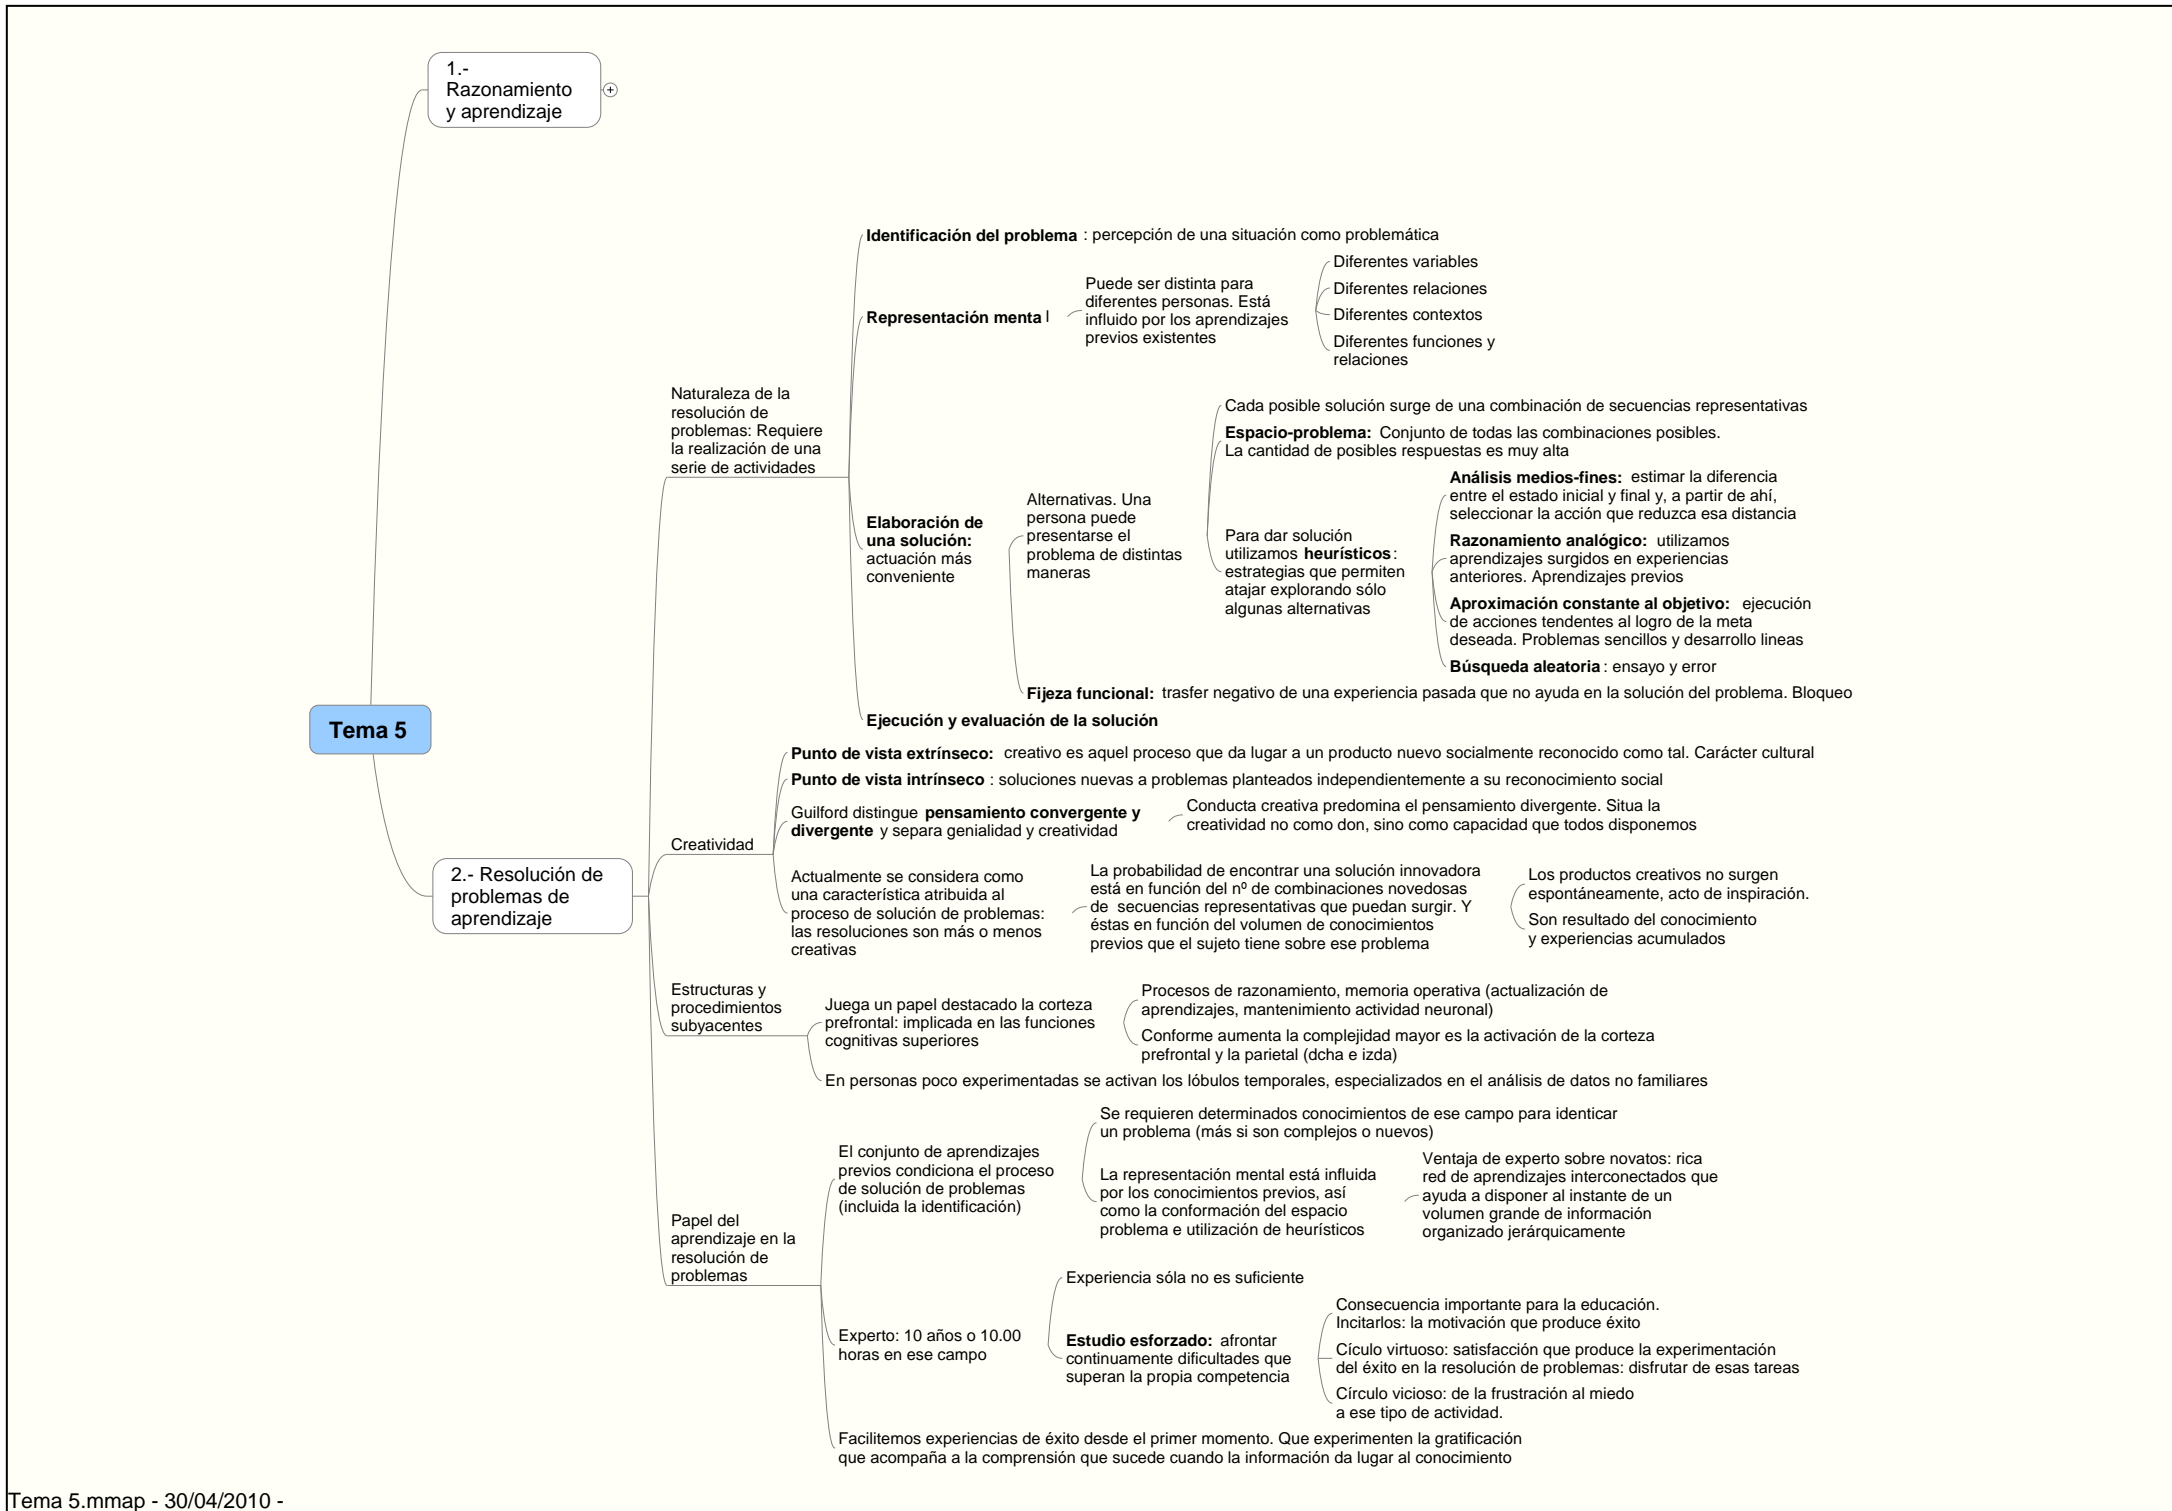 1.-
Razonamiento
y aprendizaje
Identificación del problema : percepción de una situación como problemática
Representación mental
Puede ser distinta para
diferentes personas. Está
influido por los aprendizajes
previos existentes
Diferentes variables
Diferentes relaciones
Diferentes contextos
Diferentes funciones y
relaciones
Naturaleza de la
resolución de
problemas: Requiere
la realización de una
serie de actividades
Elaboración de
una solución:
actuación más
conveniente
Alternativas. Una
persona puede
presentarse el
problema de distintas
maneras
Cada posible solución surge de una combinación de secuencias representativas
Espacio-problema: Conjunto de todas las combinaciones posibles.
La cantidad de posibles respuestas es muy alta
Para dar solución
utilizamos heurísticos:
estrategias que permiten
atajar explorando sólo
algunas alternativas
Análisis medios-fines: estimar la diferencia
entre el estado inicial y final y, a partir de ahí,
seleccionar la acción que reduzca esa distancia
Razonamiento analógico: utilizamos
aprendizajes surgidos en experiencias
anteriores. Aprendizajes previos
Aproximación constante al objetivo: ejecución
de acciones tendentes al logro de la meta
deseada. Problemas sencillos y desarrollo lineas
Búsqueda aleatoria : ensayo y error
Fijeza funcional: trasfer negativo de una experiencia pasada que no ayuda en la solución del problema. Bloqueo
Ejecución y evaluación de la solución
Tema 5
2.- Resolución de
problemas de
aprendizaje
Creatividad
Punto de vista extrínseco: creativo es aquel proceso que da lugar a un producto nuevo socialmente reconocido como tal. Carácter cultural
Punto de vista intrínseco : soluciones nuevas a problemas planteados independientemente a su reconocimiento social
Guilford distingue pensamiento convergente y
divergente y separa genialidad y creatividad
Conducta creativa predomina el pensamiento divergente. Situa la
creatividad no como don, sino como capacidad que todos disponemos
Actualmente se considera como
una característica atribuida al
proceso de solución de problemas:
las resoluciones son más o menos
creativas
La probabilidad de encontrar una solución innovadora
está en función del nº de combinaciones novedosas
de secuencias representativas que puedan surgir. Y
éstas en función del volumen de conocimientos
previos que el sujeto tiene sobre ese problema
Los productos creativos no surgen
espontáneamente, acto de inspiración.
Son resultado del conocimiento
y experiencias acumulados
Estructuras y
procedimientos
subyacentes
Juega un papel destacado la corteza
prefrontal: implicada en las funciones
cognitivas superiores
Procesos de razonamiento, memoria operativa (actualización de
aprendizajes, mantenimiento actividad neuronal)
Conforme aumenta la complejidad mayor es la activación de la corteza
prefrontal y la parietal (dcha e izda)
En personas poco experimentadas se activan los lóbulos temporales, especializados en el análisis de datos no familiares
Papel del
aprendizaje en la
resolución de
problemas
El conjunto de aprendizajes
previos condiciona el proceso
de solución de problemas
(incluida la identificación)
Se requieren determinados conocimientos de ese campo para identicar
un problema (más si son complejos o nuevos)
La representación mental está influida
por los conocimientos previos, así
como la conformación del espacio
problema e utilización de heurísticos
Ventaja de experto sobre novatos: rica
red de aprendizajes interconectados que
ayuda a disponer al instante de un
volumen grande de información
organizado jerárquicamente
Experto: 10 años o 10.00
horas en ese campo
Experiencia sóla no es suficiente
Estudio esforzado: afrontar
continuamente dificultades que
superan la propia competencia
Consecuencia importante para la educación.
Incitarlos: la motivación que produce éxito
Cículo virtuoso: satisfacción que produce la experimentación
del éxito en la resolución de problemas: disfrutar de esas tareas
Círculo vicioso: de la frustración al miedo
a ese tipo de actividad.
Facilitemos experiencias de éxito desde el primer momento. Que experimenten la gratificación
que acompaña a la comprensión que sucede cuando la información da lugar al conocimiento
Tema 5.mmap - 30/04/2010 -